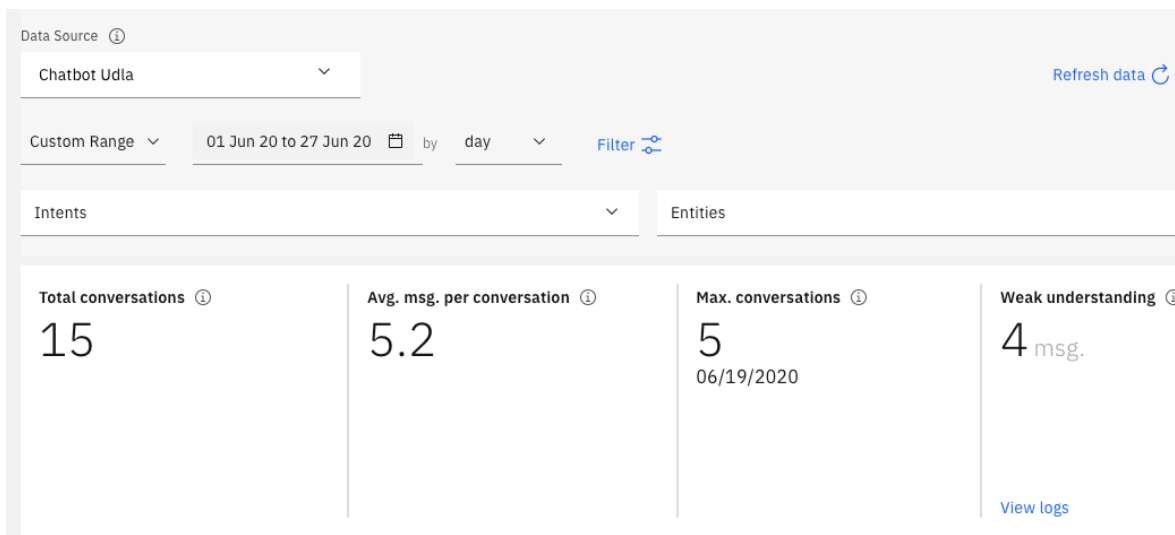 Data Source
Chatbot Udla
Refresh data
Custom Range
01 Jun 20 to 27 Jun 20
by
day
Filter
Intents
Entities
Total conversations
15
Avg. msg. per conversation
5.2
Max. conversations
5
06/19/2020
Weak understanding
4 msg.
View logs